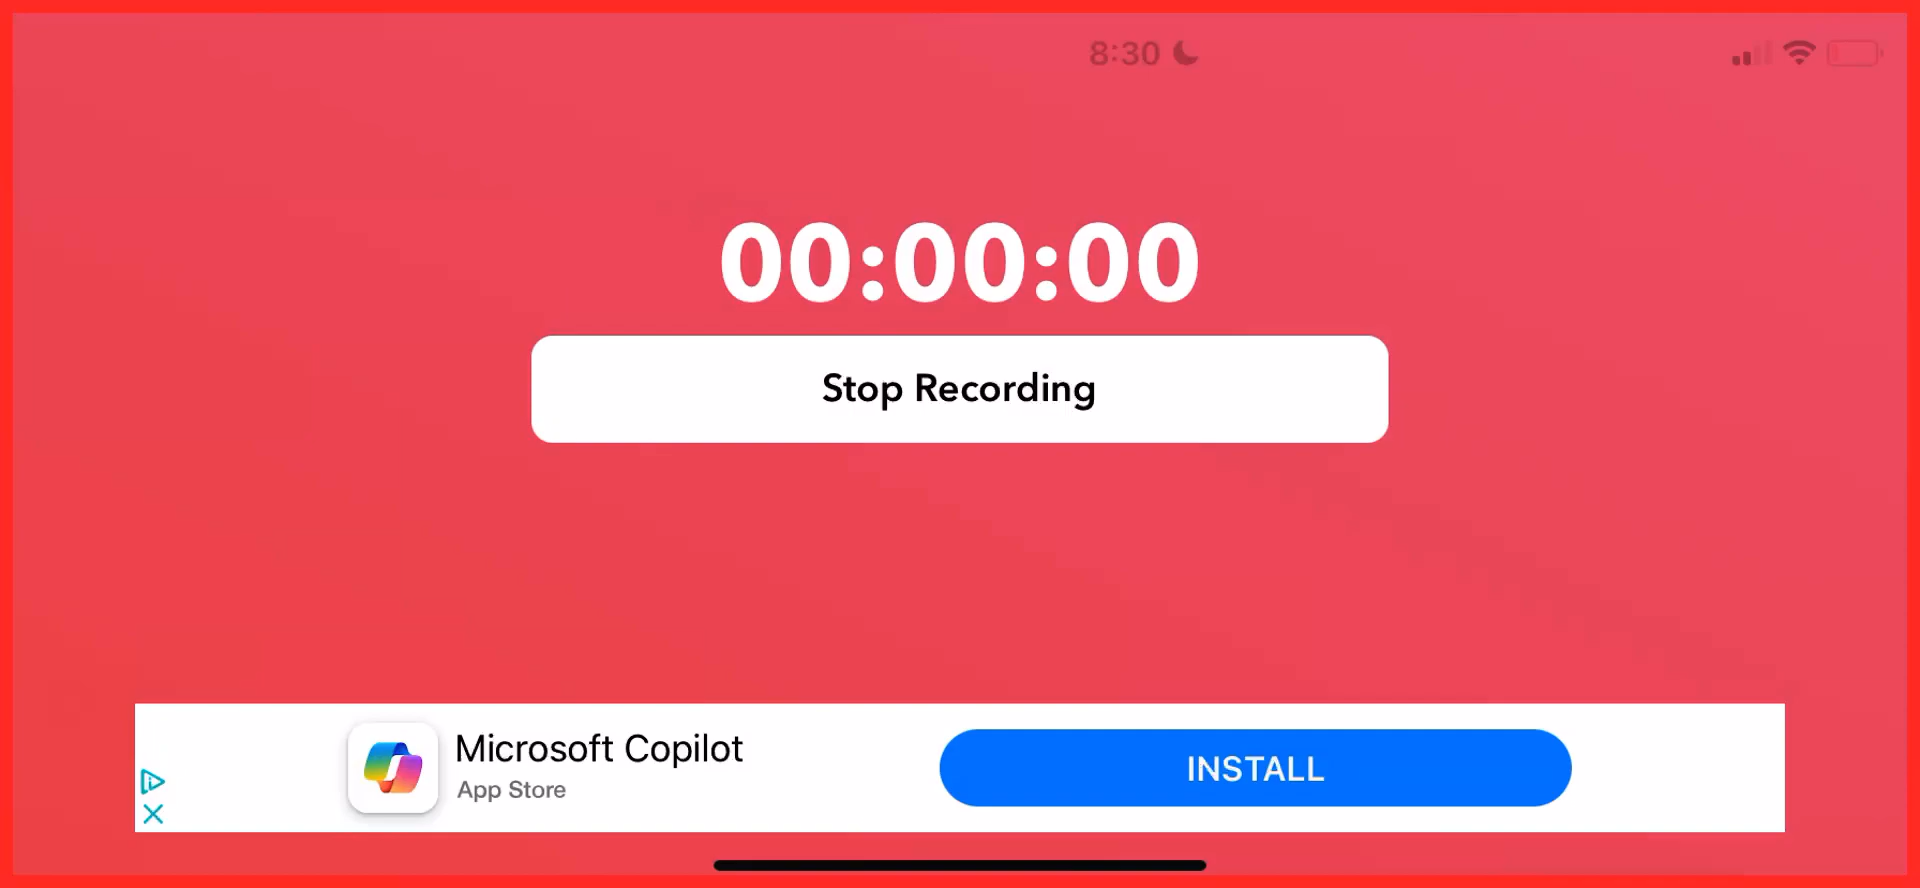 8:30
00:00:00
Stop Recording
Microsoft Copilot
App Store
INSTALL